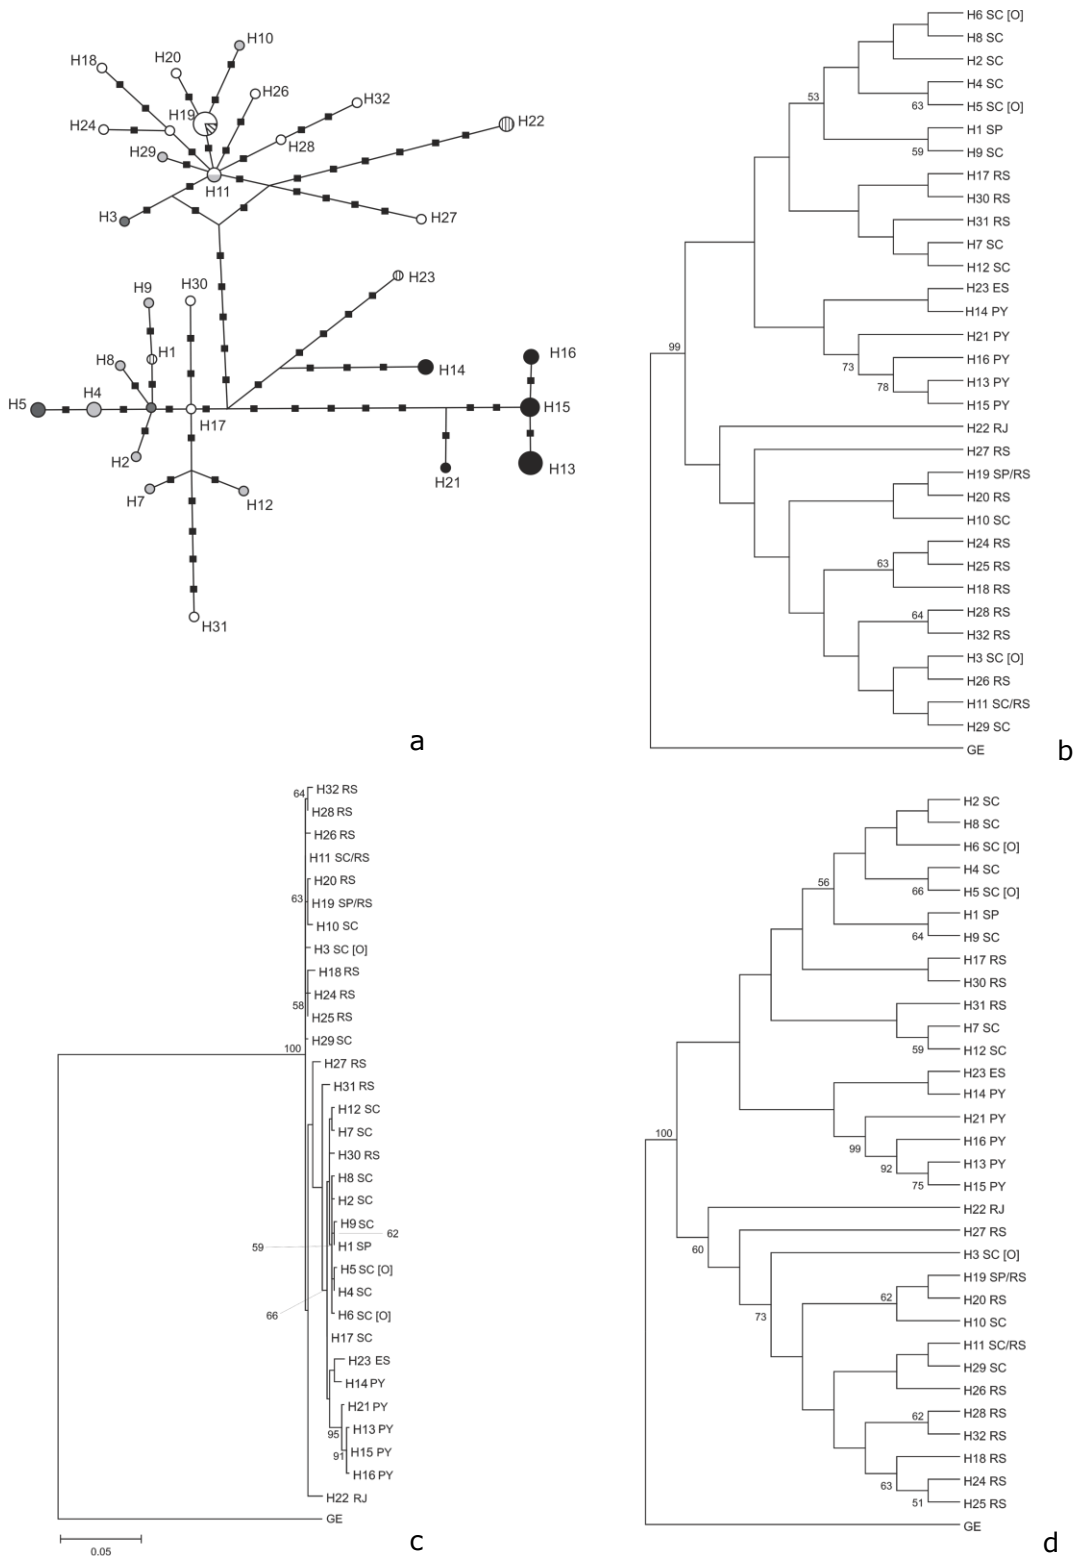 H10
H20
H18
H26
H32
H19
H22
H24
H28
H29
H11
H3
H27
H23
H30
H9
H1
H8
H16
H14
H4
H5
H15
H17
H2
H13
H21
H7
H12
H31
a
H6 SC [O]
H8 SC
H2 SC
53
H4 SC
63
H5 SC [O]
H1 SP
59
H9 SC
H17 RS
H30 RS
H31 RS
H7 SC
H12 SC
H23 ES
H14 PY
H21 PY
99
73
H16 PY
78
H13 PY
H15 PY
H22 RJ
H27 RS
H19 SP/RS
H20 RS
H10 SC
H24 RS
63
H25 RS
H18 RS
64
H28 RS
H32 RS
H3 SC [O]
H26 RS
H11 SC/RS
H29 SC
GE
b
64
H32 RS
H28 RS
H26 RS
H11 SC/RS
H20 RS
63
H19 SP/RS
H10 SC
H3 SC [O]
H18 RS
H24 RS
58
H25 RS
H29 SC
100
H27 RS
H31 RS
H12 SC
H7 SC
H30 RS
H8 SC
H2 SC
H9 SC
62
59
H1 SP
H5 SC [O]
H4 SC
66
H6 SC [O]
H17 SC
H23 ES
H14 PY
H21 PY
95
H13 PY
91
H15 PY
H16 PY
H22 RJ
GE
0.05
c
H2 SC
H8 SC
H6 SC [O]
56
H4 SC
66
H5 SC [O]
H1 SP
64
H9 SC
H17 RS
H30 RS
H31 RS
H7 SC
59
H12 SC
H23 ES
H14 PY
H21 PY
100
99
H16 PY
92
H13 PY
75
H15 PY
H22 RJ
60
H27 RS
H3 SC [O]
73
H19 SP/RS
62
H20 RS
H10 SC
H11 SC/RS
H29 SC
H26 RS
62
H28 RS
H32 RS
H18 RS
63
H24 RS
51
H25 RS
GE
d